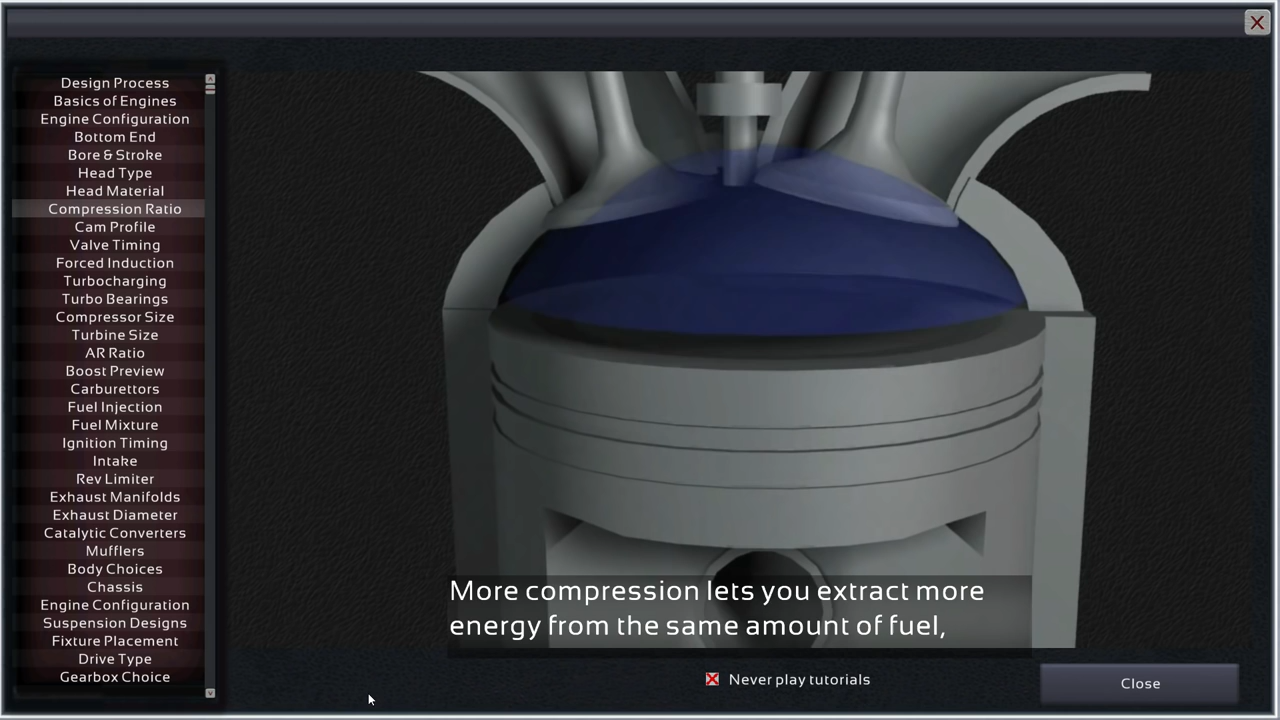 Design Process
Basics of Engines
Engine Configuration
Bottom End
Bore & Stroke
Head Type
Head Material
Compression Ratio
Cam Profile
Valve Timing
Forced Induction
Turbocharging
Turbo Bearings
Compressor Size
Turbine Size
AR Ratio
Boost Preview
Carburettors
Fuel Injection
Fuel Mixture
Ignition Timing
Intake
Rev Limiter
Exhaust Manifolds
Exhaust Diameter
Catalytic Converters
Mufflers
Body Choices
Chassis
Engine Configuration
Suspension Designs
Fixture Placement
Drive Type
Gearbox Choice
More compression lets you extract more
energy from the same amount of fuel,
Never play tutorials
Close